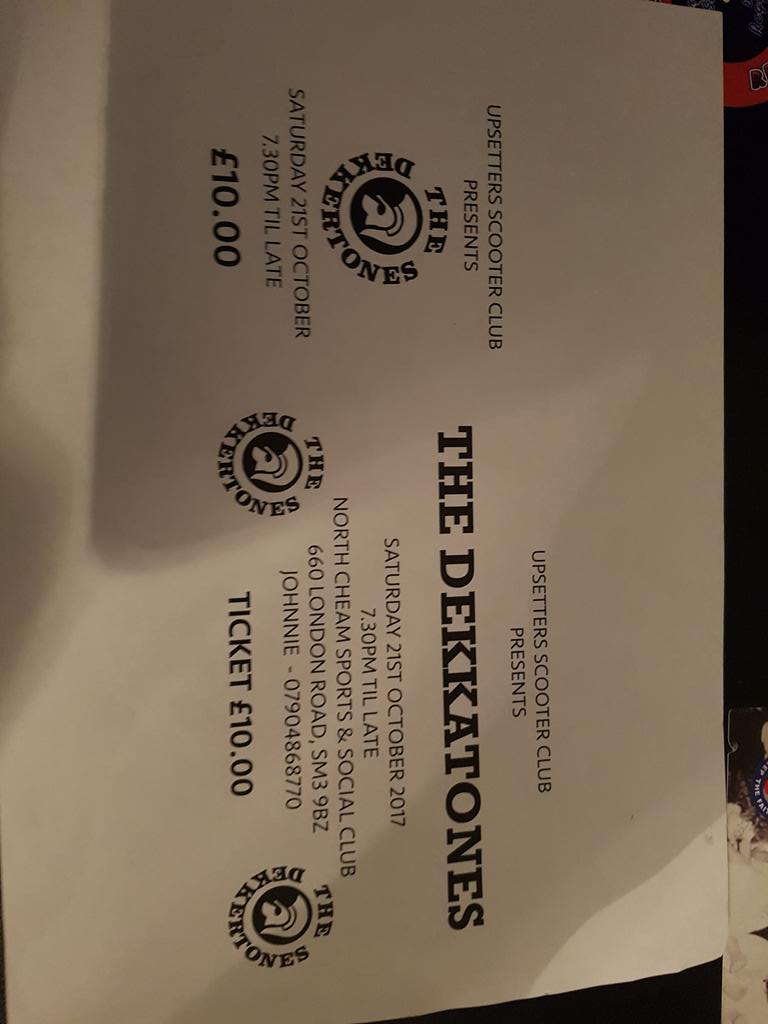 UPSETTERS SCOOTER CLUB
PRESENTS
THE
DEKKERTONES
SATURDAY 21ST OCTOBER
7.30PM TIL LATE
£10.00
UPSETTERS SCOOTER CLUB
PRESENTS
THE DEKKATONES
SATURDAY 21ST OCTOBER 2017
7.30PM TIL LATE
NORTH CHEAM SPORTS & SOCIAL CLUB
660 LONDON ROAD, SM3 9BZ
JOHNNIE - 07904868770
TICKET £10.00
THE
DEKKERTONES
THE
DEKKERTONES